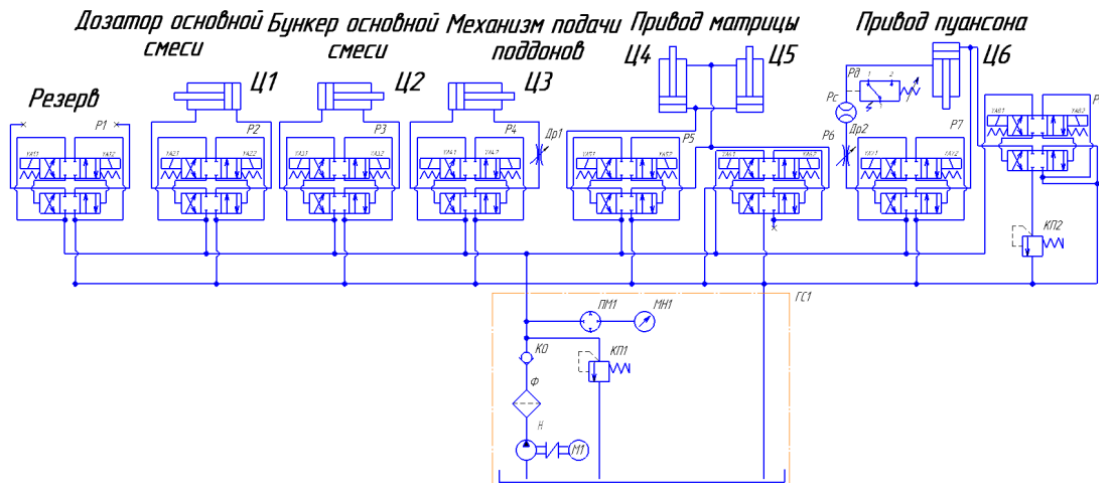 Дозатор основной
смеси
Бункер основной
смеси
Механизм подачи
поддонов
Привод матрицы
Привод пуансона
Ц1
Ц2
Ц3
Ц4
Ц5
Ц6
Резерв
Р1
Р2
Р3
Р4
Др1
Р5
Р6
Рд
1
2
Рс
Др2
Р7
Р
КП2
ГС1
ПМ1
МН1
КО
КП1
Ф
Н
М1